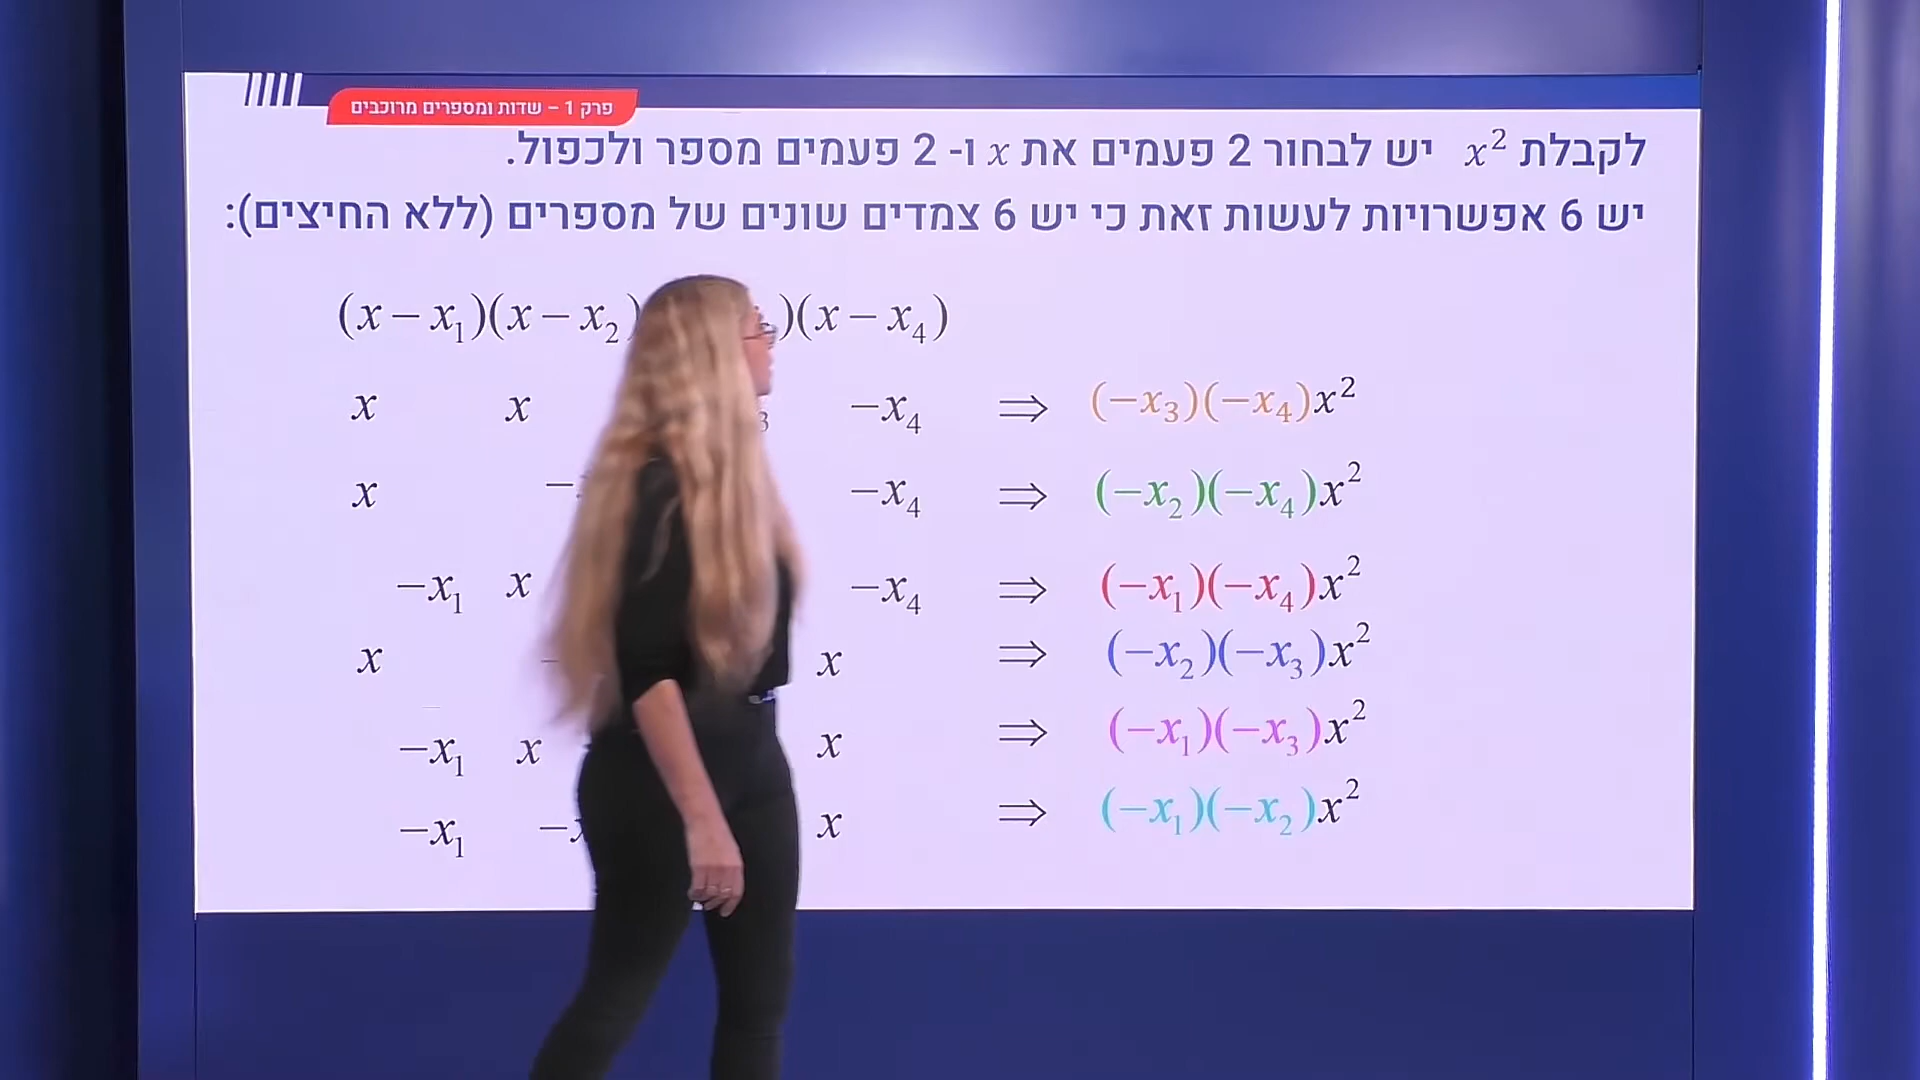 פרק 1 – שדות ומספרים מרוכבים
לקבלת x² יש לבחור 2 פעמים את x ו- 2 פעמים מספר ולכפול.
יש 6 אפשרויות לעשות זאת כי יש 6 צמדים שונים של מספרים (ללא החיצים):
(x − x₁)(x − x₂) )(x − x₄)
x x ₃ −x₄ ⇒ (−x₃)(−x₄)x²
x − −x₄ ⇒ (−x₂)(−x₄)x²
−x₁ x −x₄ ⇒ (−x₁)(−x₄)x²
x − x ⇒ (−x₂)(−x₃)x²
−x₁ x x ⇒ (−x₁)(−x₃)x²
−x₁ − x ⇒ (−x₁)(−x₂)x²